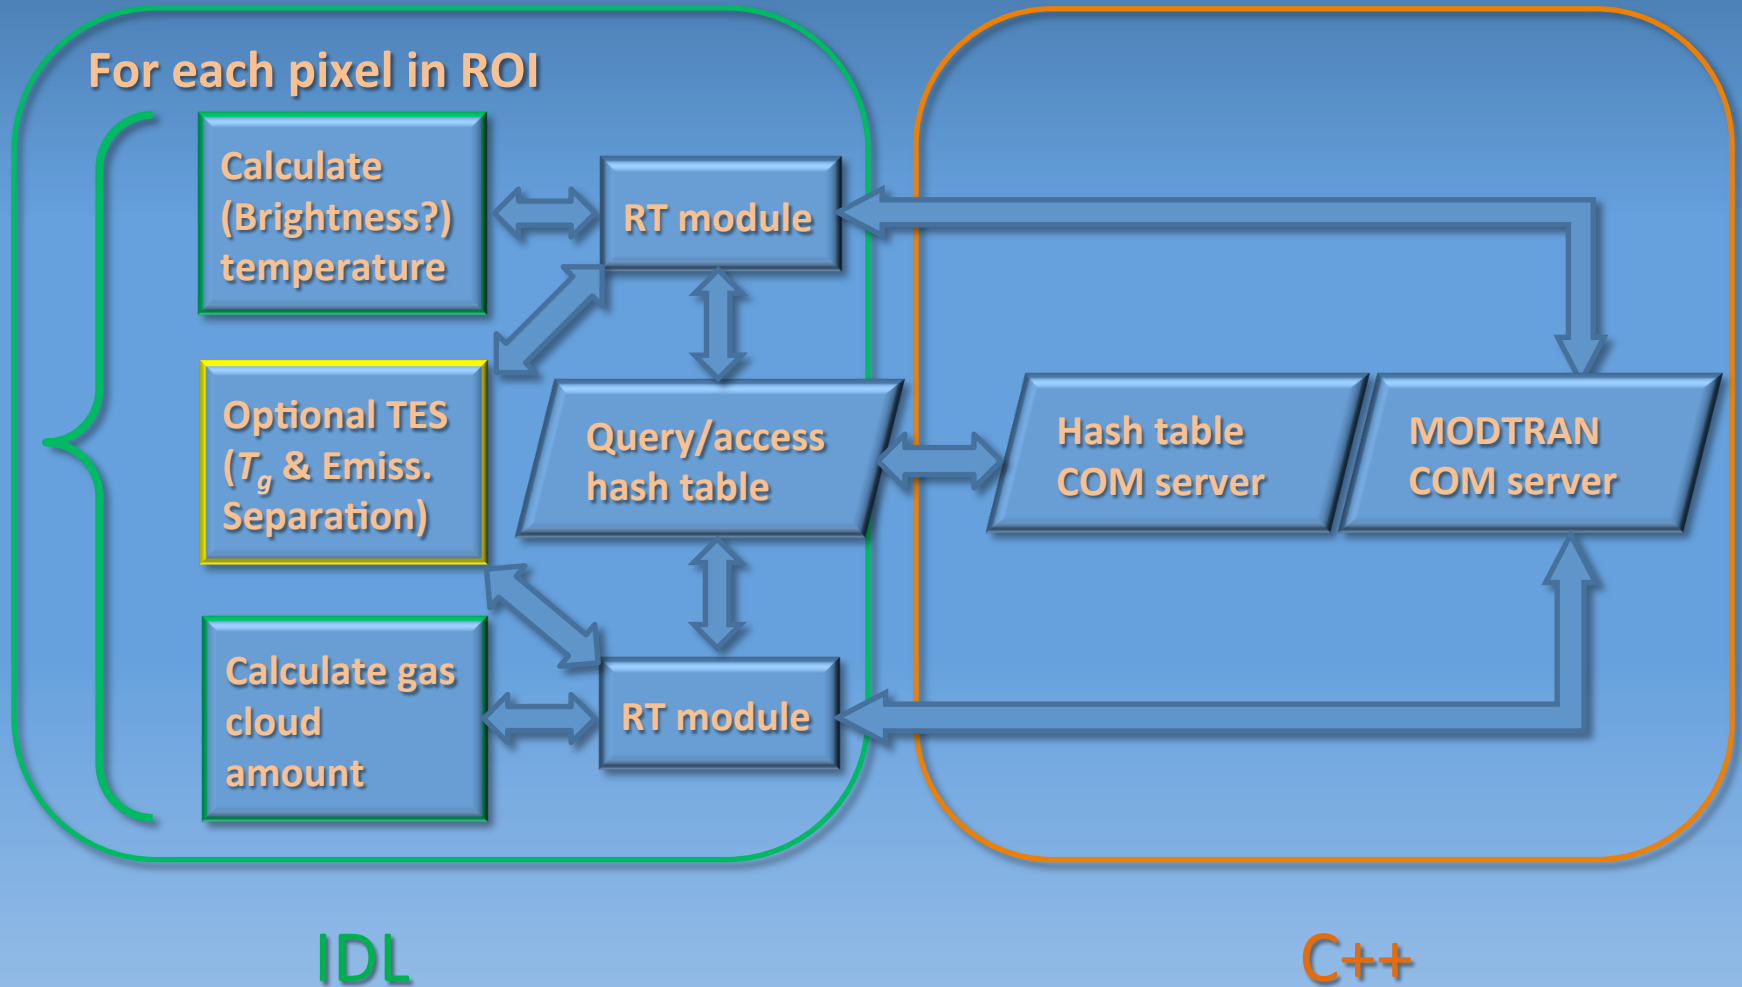 For each pixel in ROI
Calculate
(Brightness?)
temperature
RT module
Optional TES
(Tg & Emiss.
Separation)
Query/access
hash table
Hash table
COM server
MODTRAN
COM server
Calculate gas
cloud
amount
RT module
IDL
C++